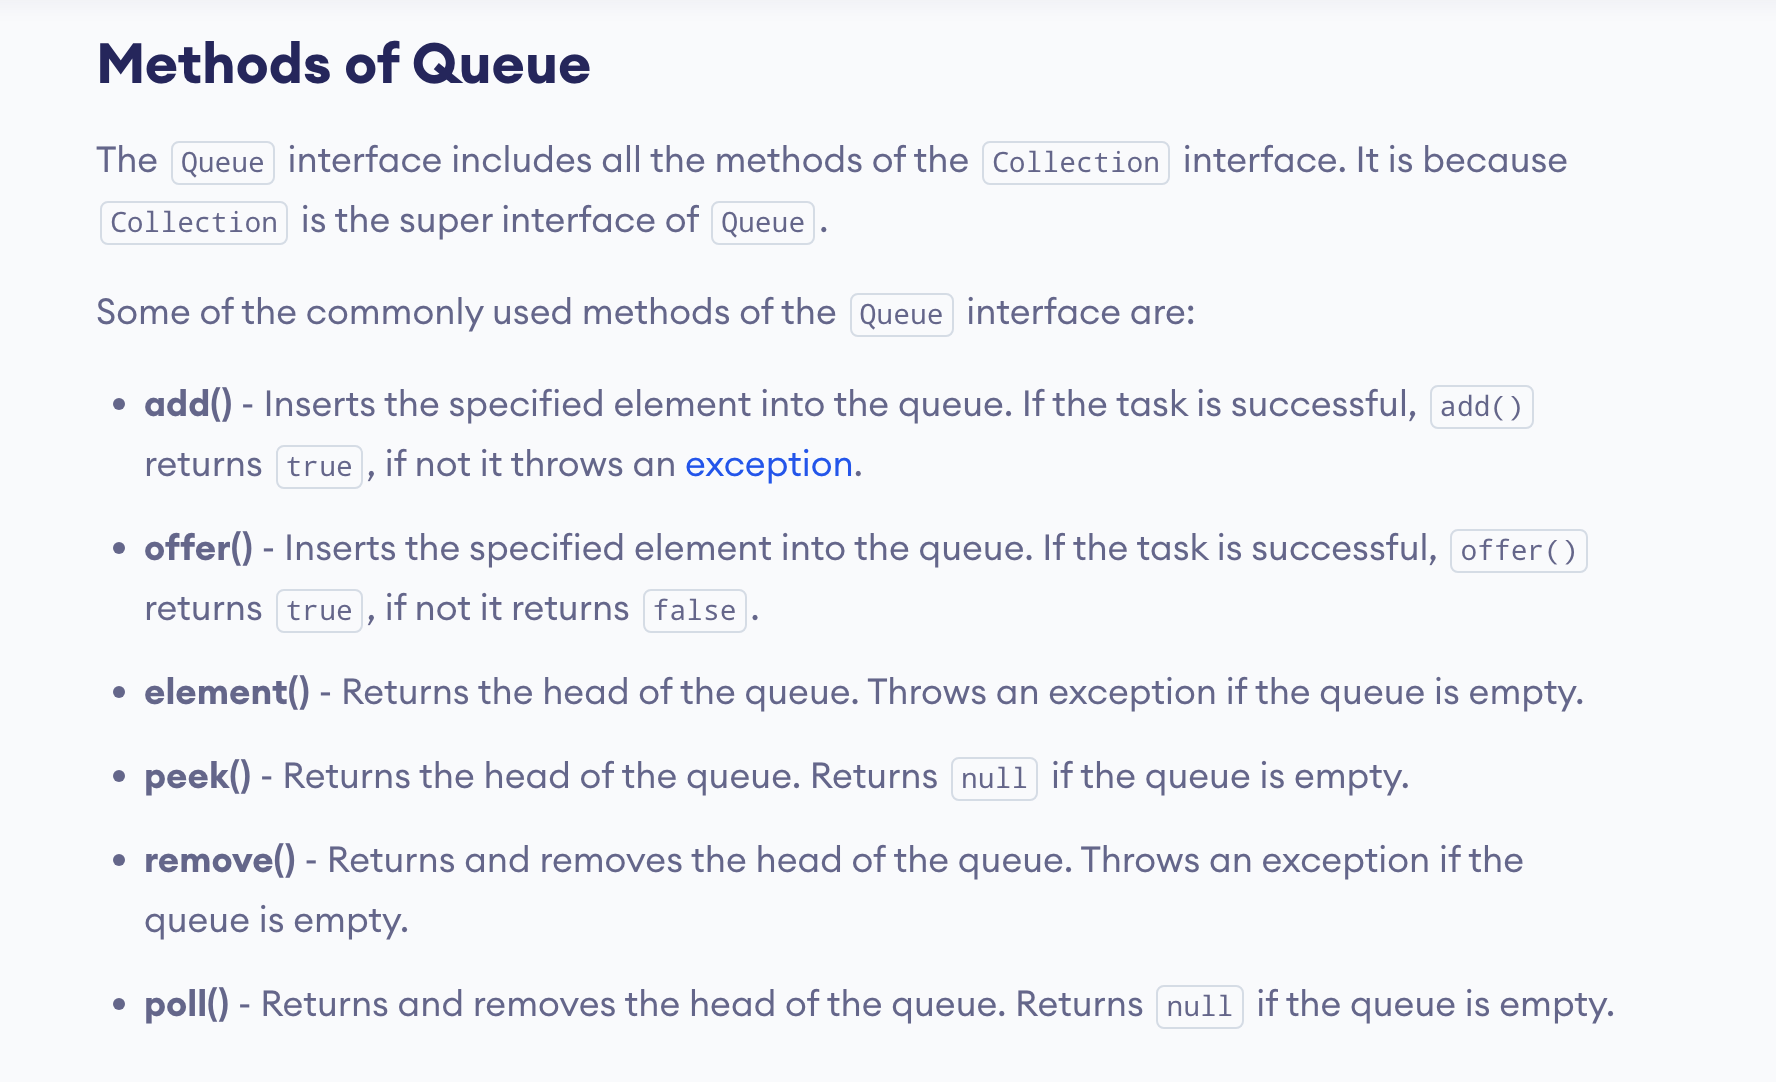 Methods of Queue
The Queue interface includes all the methods of the Collection interface. It is because
Collection is the super interface of Queue.
Some of the commonly used methods of the Queue interface are:
• add() - Inserts the specified element into the queue. If the task is successful, add()
returns true, if not it throws an exception.
• offer() - Inserts the specified element into the queue. If the task is successful, offer()
returns true, if not it returns false.
• element() - Returns the head of the queue. Throws an exception if the queue is empty.
• peek() - Returns the head of the queue. Returns null if the queue is empty.
• remove() - Returns and removes the head of the queue. Throws an exception if the
queue is empty.
• poll() - Returns and removes the head of the queue. Returns null if the queue is empty.